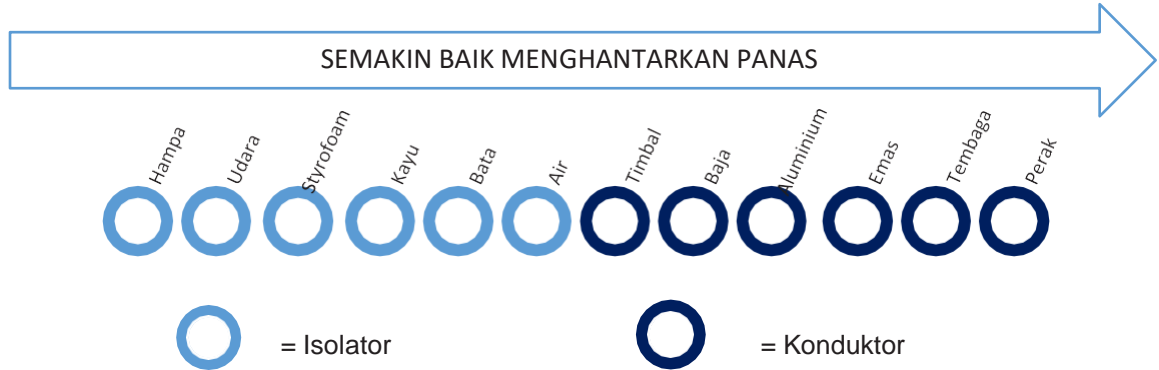 SEMAKIN BAIK MENGHANTARKAN PANAS
Hampa
Udara
Styrofoam
Kayu
Bata
Air
Timbal
Baja
Aluminium
Emas
Tembaga
Perak
= Isolator
= Konduktor